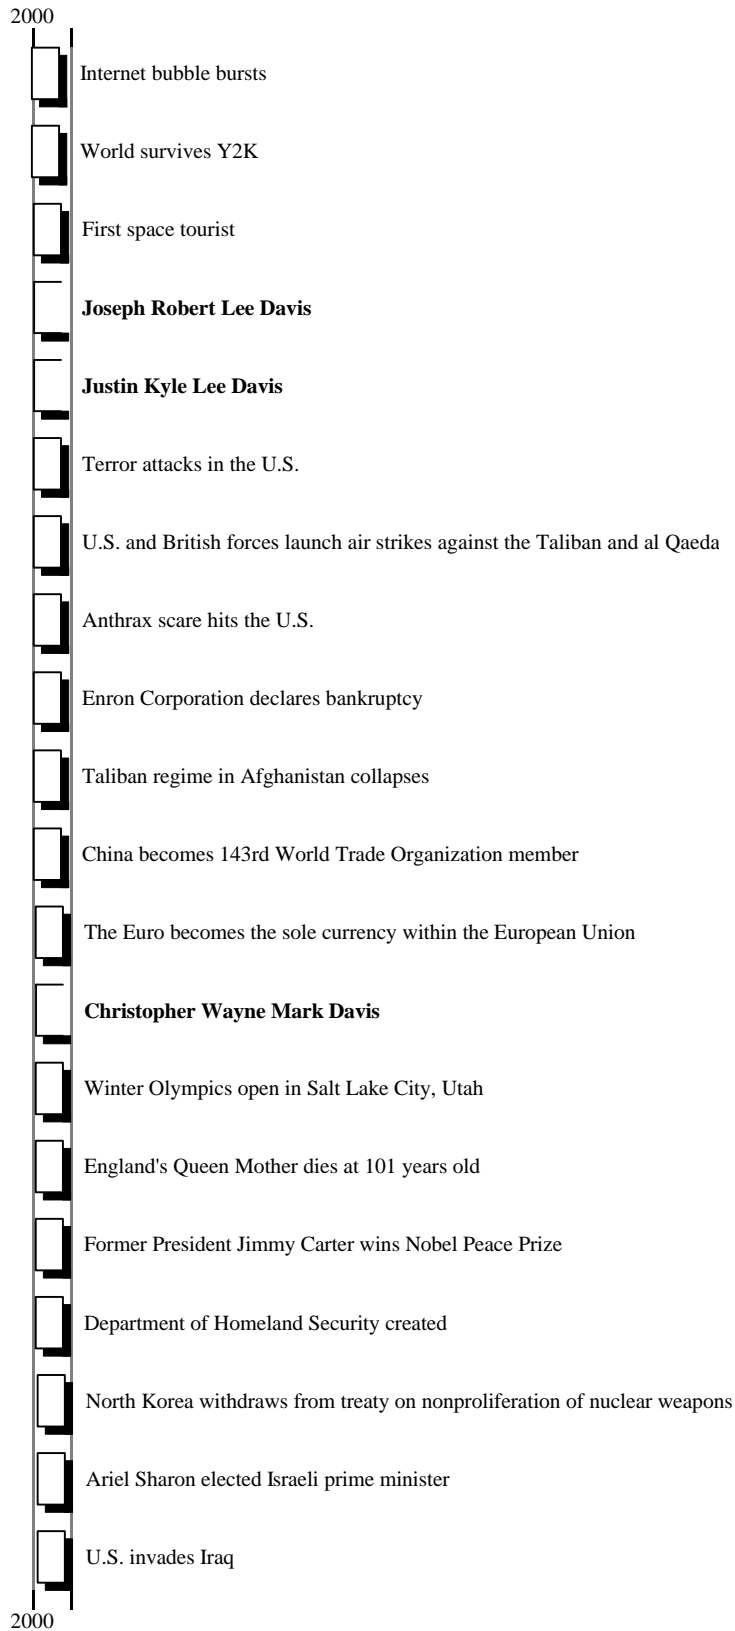 2000
Internet bubble bursts
World survives Y2K
First space tourist
Joseph Robert Lee Davis
Justin Kyle Lee Davis
Terror attacks in the U.S.
U.S. and British forces launch air strikes against the Taliban and al Qaeda
Anthrax scare hits the U.S.
Enron Corporation declares bankruptcy
Taliban regime in Afghanistan collapses
China becomes 143rd World Trade Organization member
The Euro becomes the sole currency within the European Union
Christopher Wayne Mark Davis
Winter Olympics open in Salt Lake City, Utah
England's Queen Mother dies at 101 years old
Former President Jimmy Carter wins Nobel Peace Prize
Department of Homeland Security created
North Korea withdraws from treaty on nonproliferation of nuclear weapons
Ariel Sharon elected Israeli prime minister
U.S. invades Iraq
2000